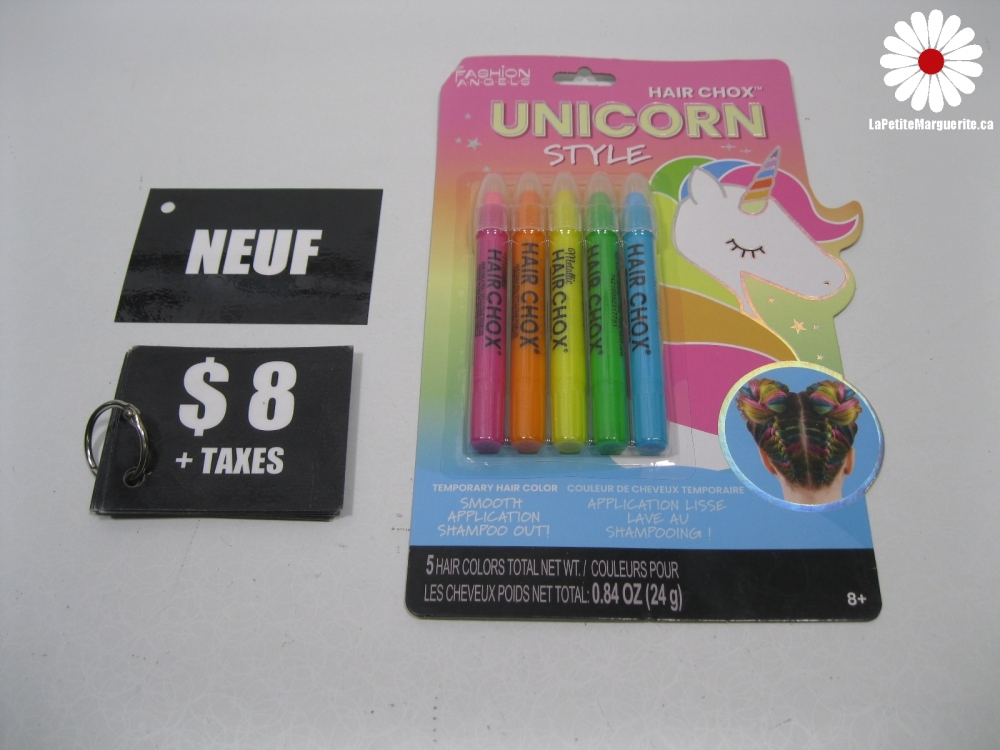 LaPetiteMarguerite.ca
NEUF
$ 8
+ TAXES
FASHION
ANGELS
HAIR CHOX™
UNICORN
STYLE
HAIR CHOX®
HAIR CHOX®
Metallic
HAIR CHOX®
HAIR CHOX®
HAIR CHOX®
TEMPORARY HAIR COLOR
SMOOTH
APPLICATION
SHAMPOO OUT!
COULEUR DE CHEVEUX TEMPORAIRE
APPLICATION LISSE
LAVE AU
SHAMPOOING !
5 HAIR COLORS TOTAL NET WT. / COULEURS POUR
LES CHEVEUX POIDS NET TOTAL: 0.84 OZ (24 g)
8+